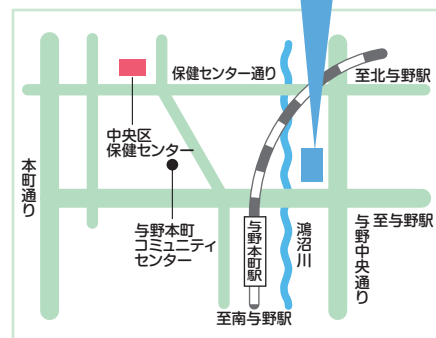 保健センター通り
至北与野駅
中央区
保健センター
本町通り
与野本町
コミュニティ
センター
与野本町駅
鴻沼川
与野中央通り
至与野駅
至南与野駅